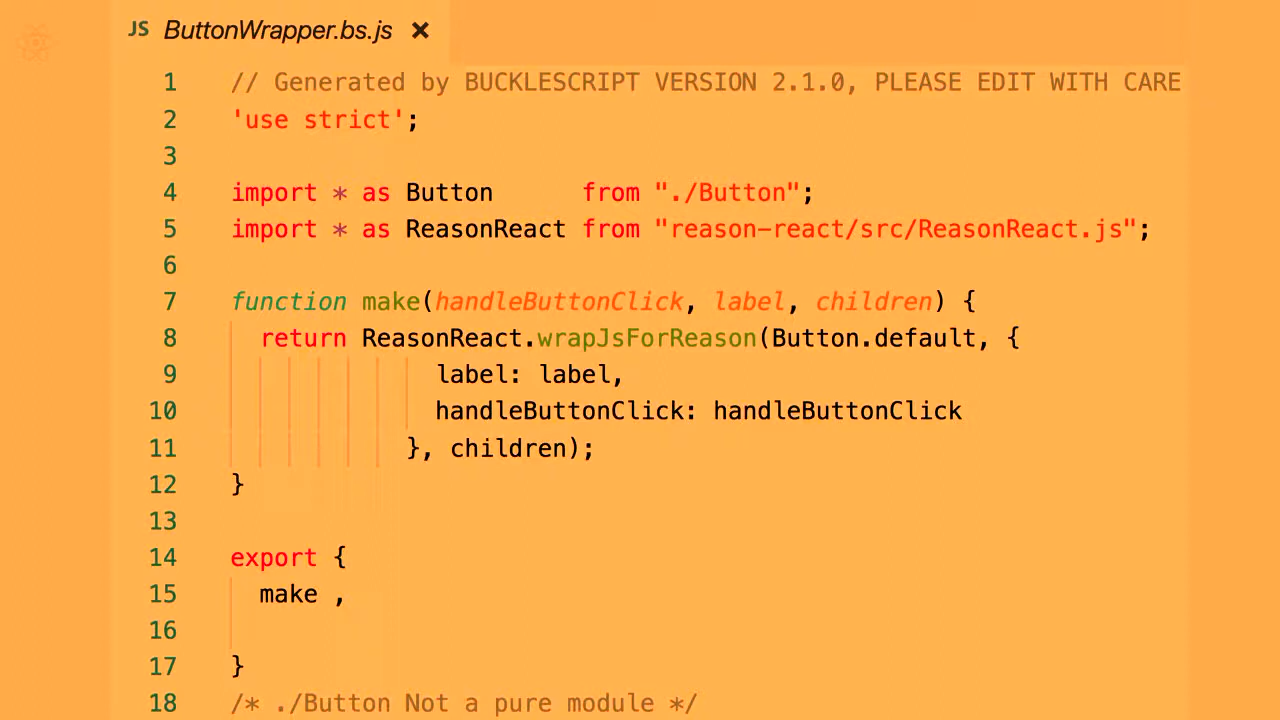 JS ButtonWrapper.bs.js ×
1 // Generated by BUCKLESCRIPT VERSION 2.1.0, PLEASE EDIT WITH CARE
2 'use strict';
3
4 import * as Button      from "./Button";
5 import * as ReasonReact from "reason-react/src/ReasonReact.js";
6
7 function make(handleButtonClick, label, children) {
8   return ReasonReact.wrapJsForReason(Button.default, {
9               label: label,
10              handleButtonClick: handleButtonClick
11            }, children);
12 }
13
14 export {
15   make ,
16
17 }
18 /* ./Button Not a pure module */